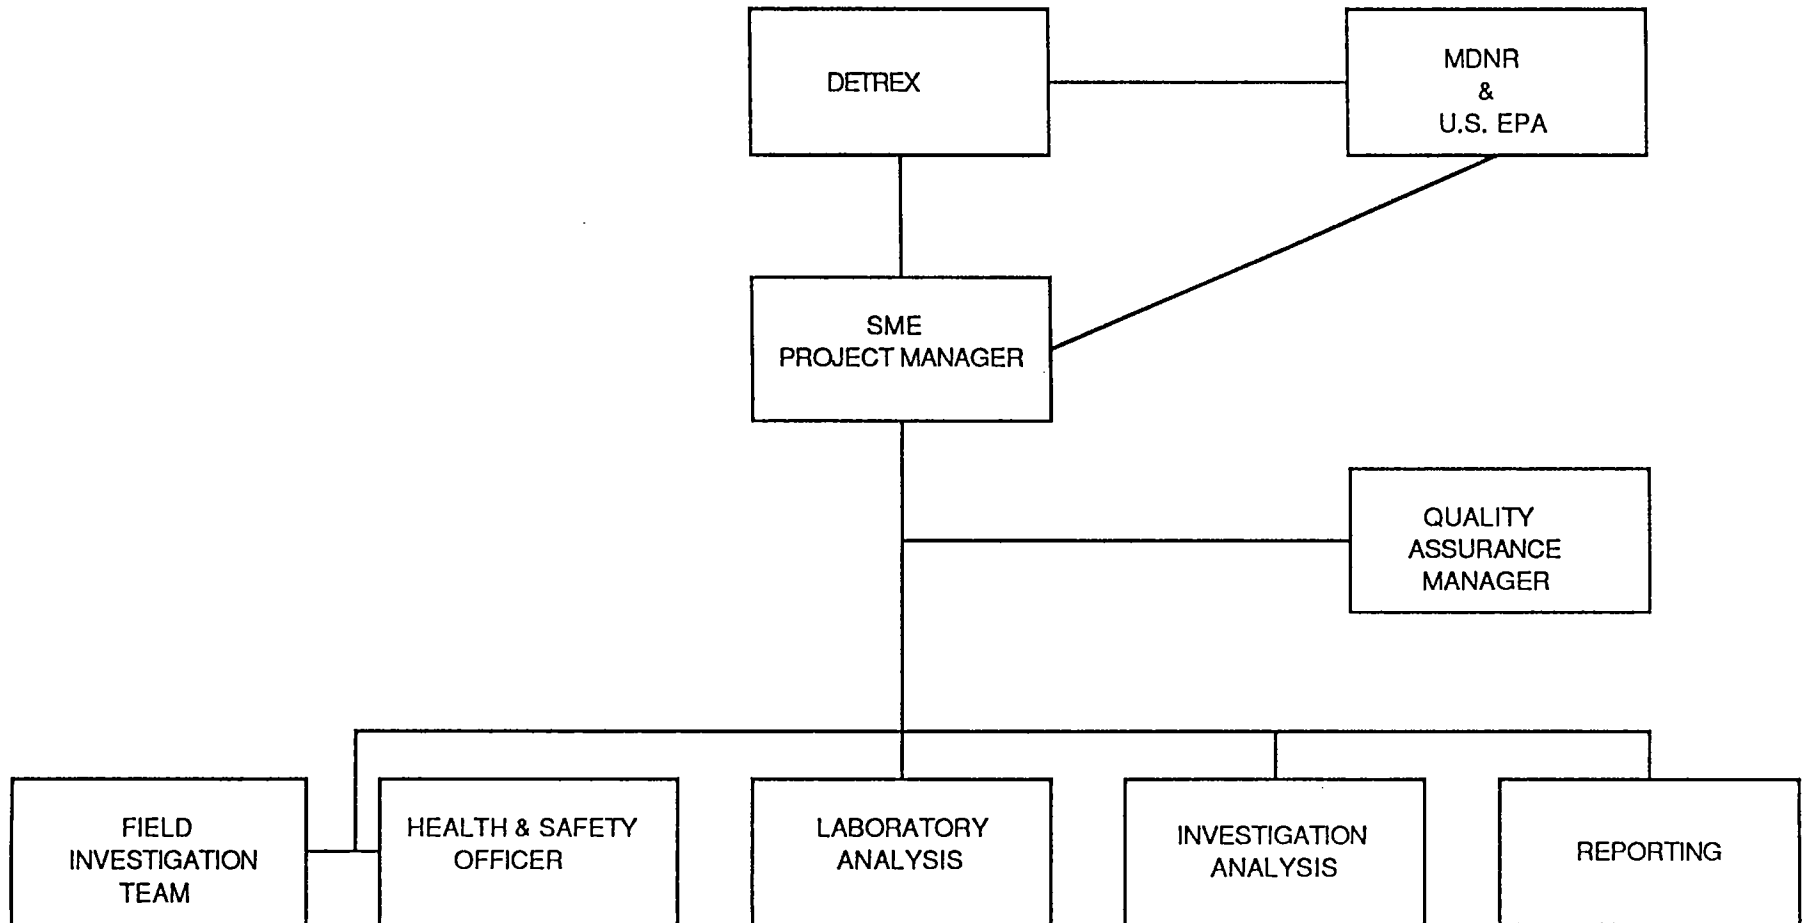 DETREX
MDNR
&
U.S. EPA
SME
PROJECT MANAGER
QUALITY
ASSURANCE
MANAGER
FIELD
INVESTIGATION
TEAM
HEALTH & SAFETY
OFFICER
LABORATORY
ANALYSIS
INVESTIGATION
ANALYSIS
REPORTING